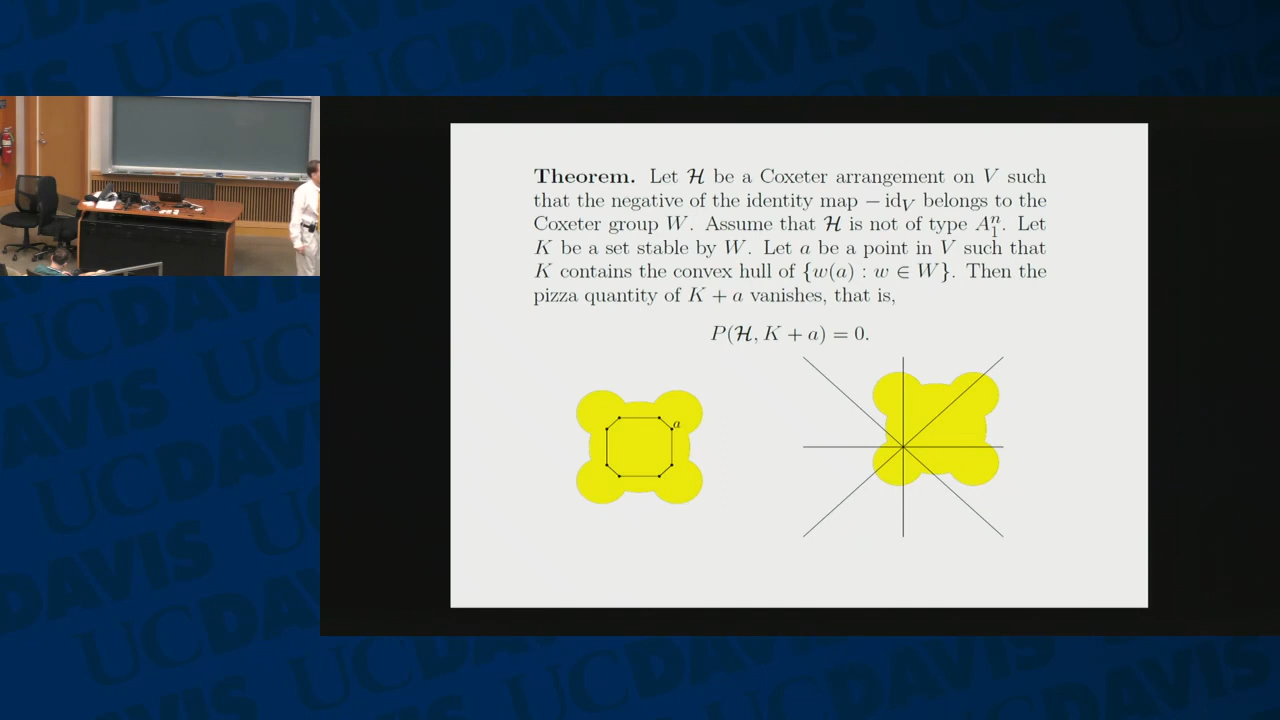 UCDAVIS
Theorem. Let ℋ be a Coxeter arrangement on V such
that the negative of the identity map − id_V belongs to the
Coxeter group W. Assume that ℋ is not of type A_1^n. Let
K be a set stable by W. Let a be a point in V such that
K contains the convex hull of {w(a) : w ∈ W}. Then the
pizza quantity of K + a vanishes, that is,
P(ℋ, K + a) = 0.
a